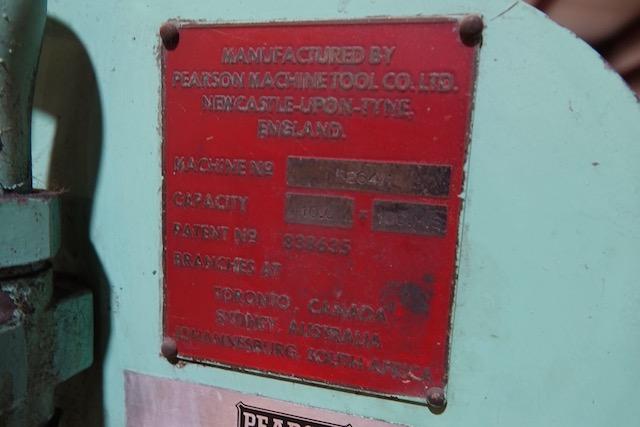 MANUFACTURED BY
PEARSON MACHINE TOOL CO. LTD.
NEWCASTLE-UPON-TYNE,
ENGLAND.
MACHINE Nº
CAPACITY ×
PATENT Nº 838635
BRANCHES AT
TORONTO, CANADA
SYDNEY, AUSTRALIA
JOHANNESBURG, SOUTH AFRICA